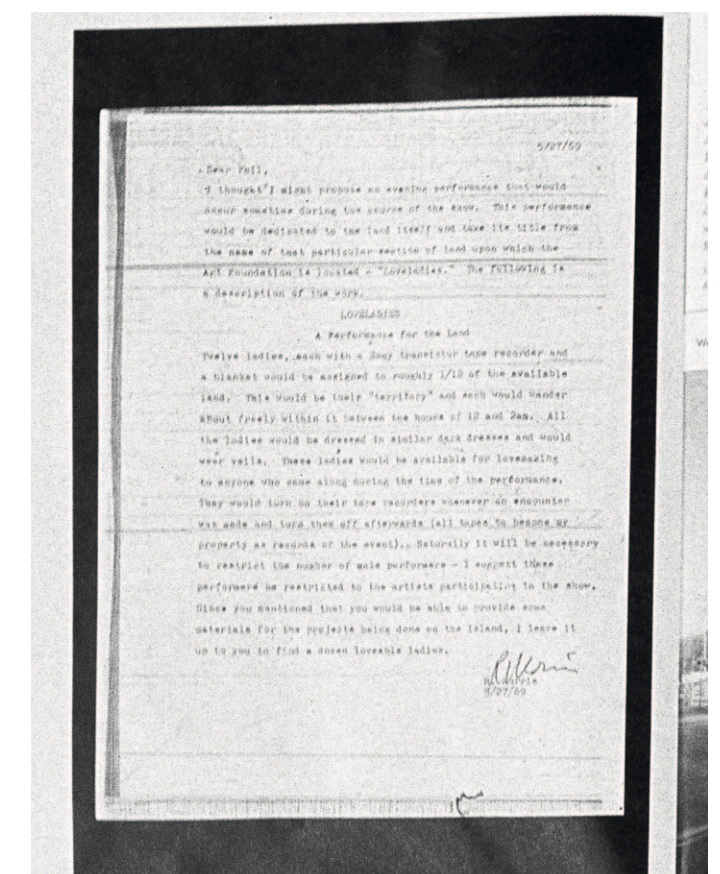 5/27/69
Dear Phil,
I thought I might propose an evening performance that would
occur sometime during the course of the show. This performance
would be dedicated to the land itself and take its title from
the name of that particular section of land upon which the
Art Foundation is located - "Loveladies." The following is
a description of the work.
LOVELADIES
A Performance for the Land
Twelve ladies, each with a Sony transistor tape recorder and
a blanket would be assigned to roughly 1/12 of the available
land. This would be their "territory" and each would wander
about freely within it between the hours of 12 and 2am. All
the ladies would be dressed in similar dark dresses and would
wear veils. These ladies would be available for lovemaking
to anyone who came along during the time of the performance.
They would turn on their tape recorders whenever an encounter
was made and turn them off afterwards (all tapes to become my
property as records of the event). Naturally it will be necessary
to restrict the number of male performers - I suggest these
performers be restricted to the artists participating in the show.
Since you mentioned that you would be able to provide some
materials for the projects being done on the island, I leave it
up to you to find a dozen loveable ladies.
R. Morris
5/27/69